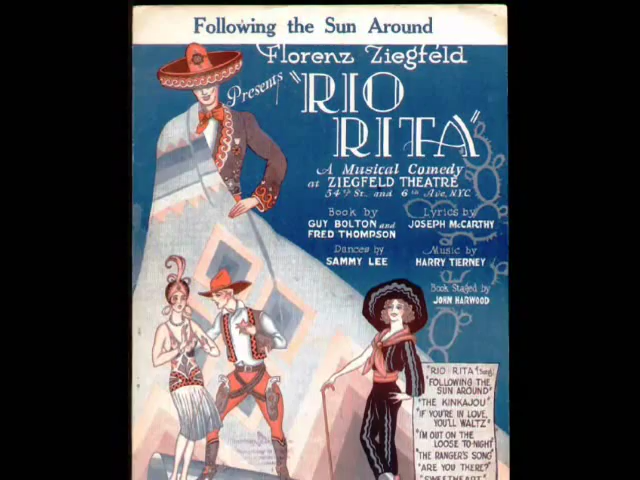 Following the Sun Around
Florenz Ziegfeld
Presents
"RIO
RITA"
A Musical Comedy
at ZIEGFELD THEATRE
54th St. and 6th Ave. N.Y.C
Book by
GUY BOLTON and
FRED THOMPSON
Lyrics by
JOSEPH McCARTHY
Dances by
SAMMY LEE
Music by
HARRY TIERNEY
Book Staged by
JOHN HARWOOD
"RIO RITA" (Song)
"FOLLOWING THE
SUN AROUND"
"THE KINKAJOU"
"IF YOU'RE IN LOVE,
YOU'LL WALTZ"
"I'M OUT ON THE
LOOSE TO-NIGHT"
"THE RANGER'S SONG"
"ARE YOU THERE?"
"SWEETHEART"